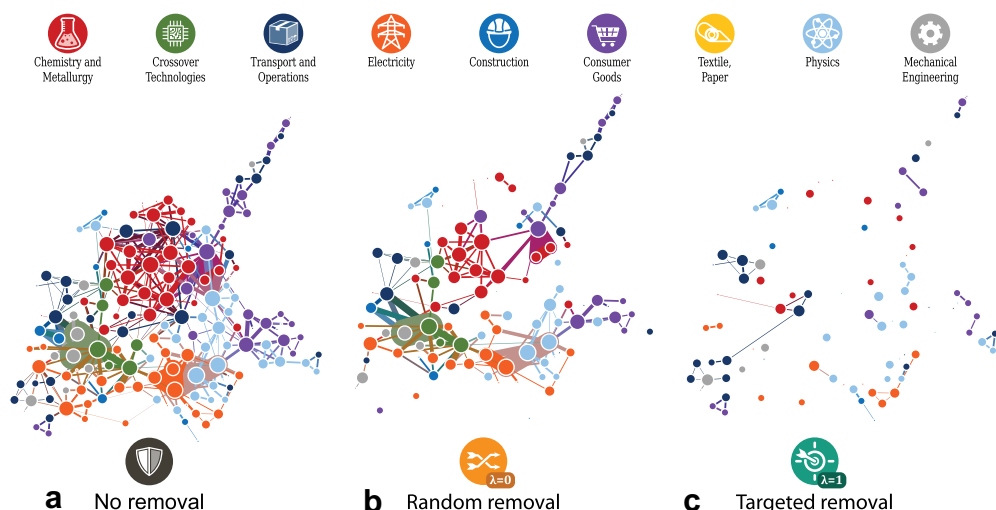 Chemistry and
Metallurgy
Crossover
Technologies
Transport and
Operations
Electricity
Construction
Consumer
Goods
Textile,
Paper
Physics
Mechanical
Engineering
λ=0
λ=1
a No removal
b Random removal
c Targeted removal